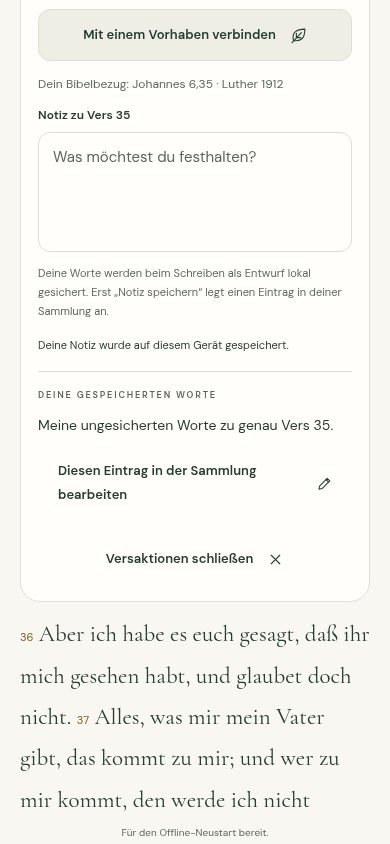 Mit einem Vorhaben verbinden
Dein Bibelbezug: Johannes 6,35 · Luther 1912
Notiz zu Vers 35
Was möchtest du festhalten?
Deine Worte werden beim Schreiben als Entwurf lokal
gesichert. Erst „Notiz speichern“ legt einen Eintrag in deiner
Sammlung an.
Deine Notiz wurde auf diesem Gerät gespeichert.
DEINE GESPEICHERTEN WORTE
Meine ungesicherten Worte zu genau Vers 35.
Diesen Eintrag in der Sammlung
bearbeiten
Versaktionen schließen
36 Aber ich habe es euch gesagt, daß ihr
mich gesehen habt, und glaubet doch
nicht. 37 Alles, was mir mein Vater
gibt, das kommt zu mir; und wer zu
mir kommt, den werde ich nicht
Für den Offline-Neustart bereit.